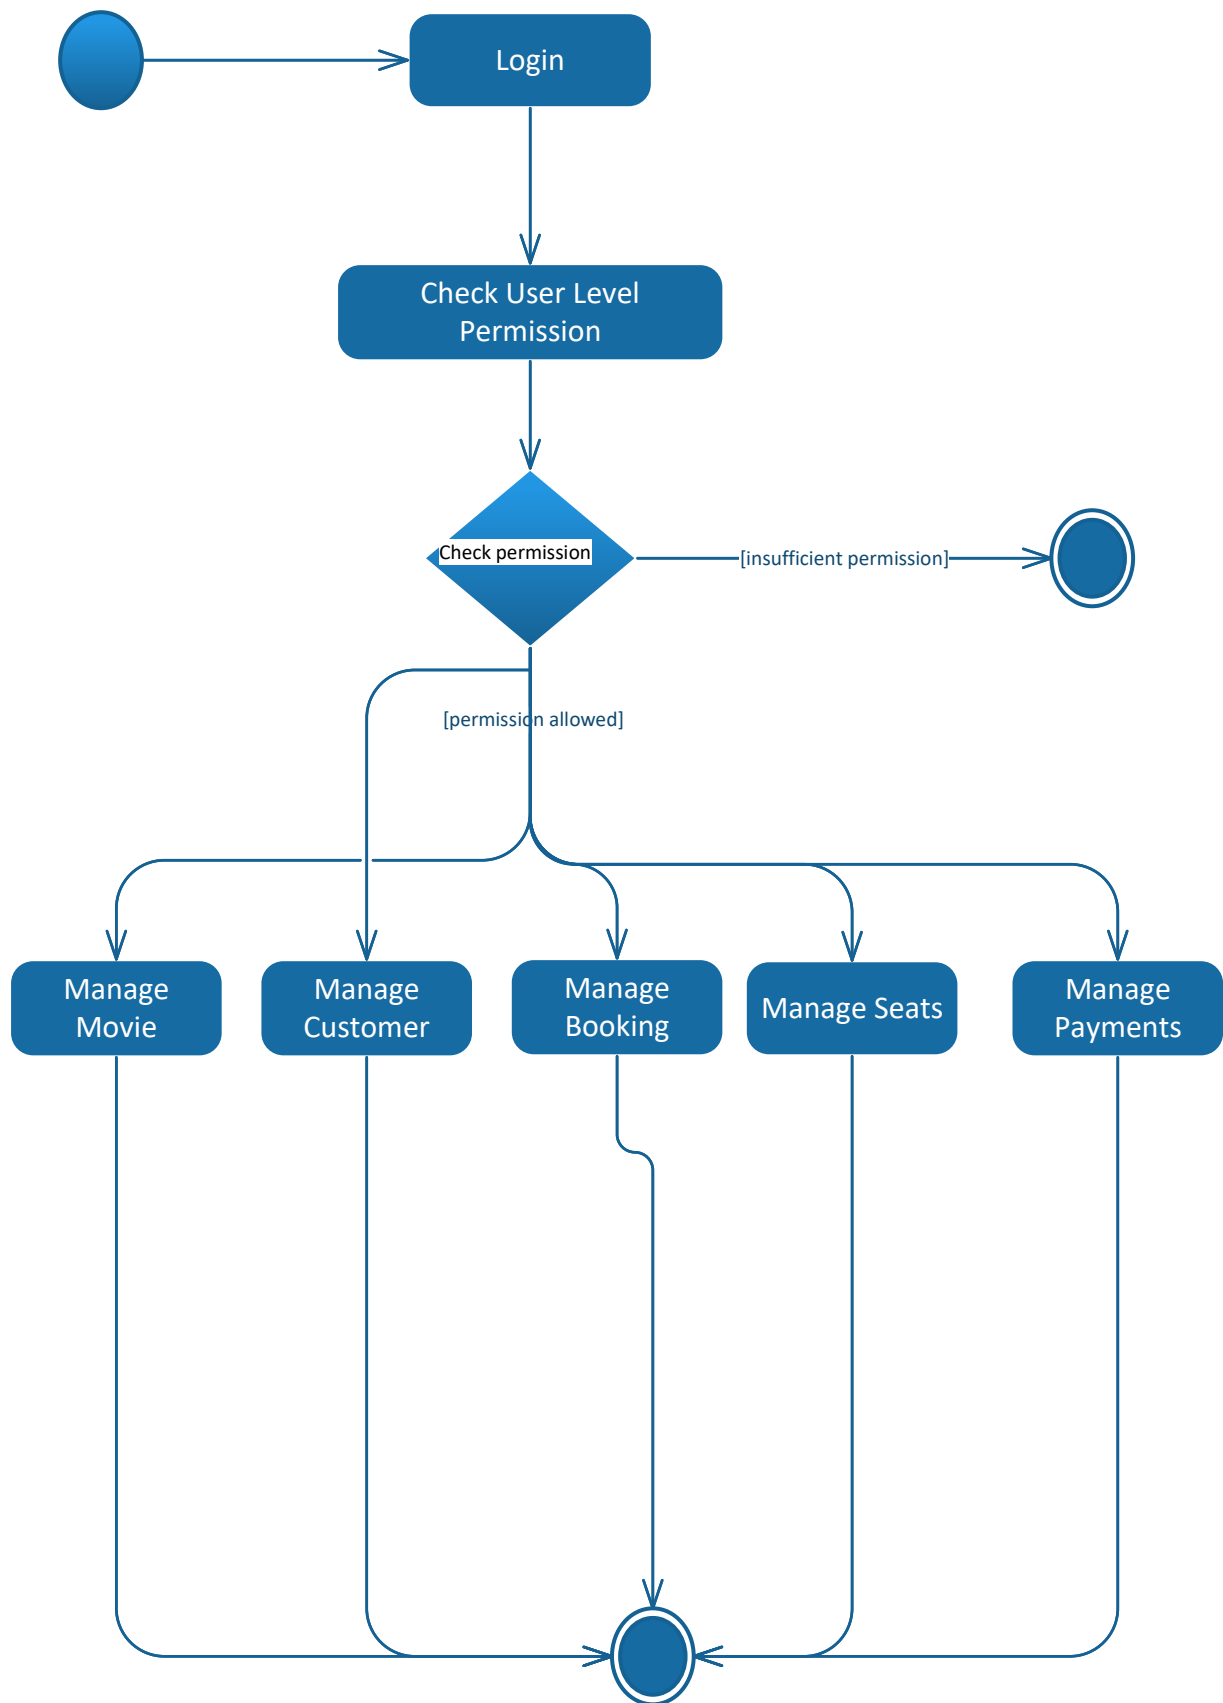 Login
Check User Level
Permission
Check permission
[insufficient permission]
[permission allowed]
Manage
Movie
Manage
Customer
Manage
Booking
Manage Seats
Manage
Payments